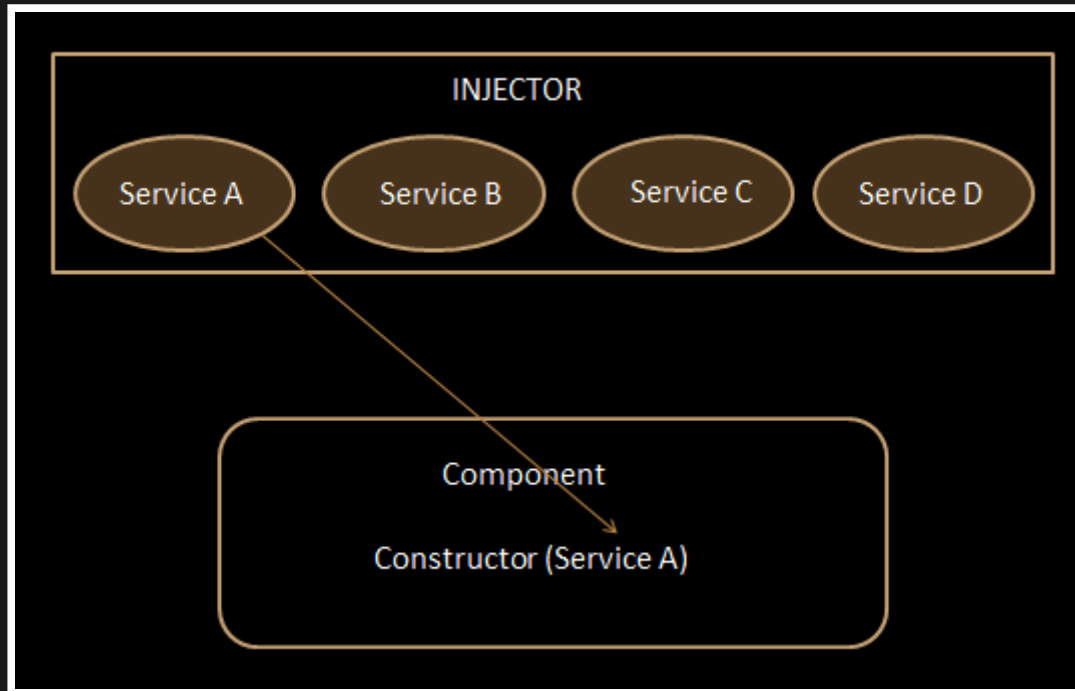 INJECTOR
Service A
Service B
Service C
Service D
Component
Constructor (Service A)